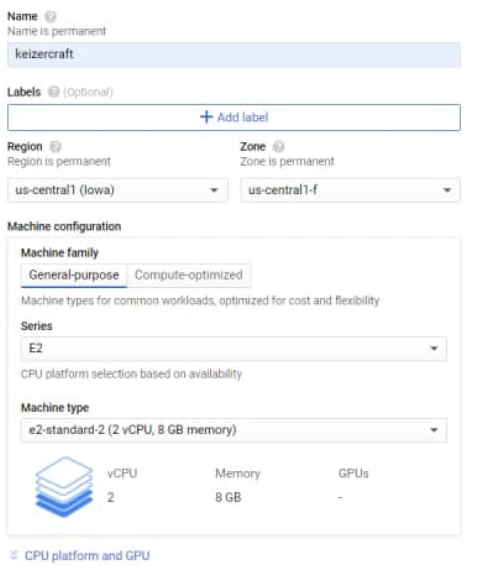 Name
Name is permanent
keizercraft
Labels (Optional)
+ Add label
Region
Region is permanent
Zone
Zone is permanent
us-central1 (Iowa)
us-central1-f
Machine configuration
Machine family
General-purpose
Compute-optimized
Machine types for common workloads, optimized for cost and flexibility
Series
E2
CPU platform selection based on availability
Machine type
e2-standard-2 (2 vCPU, 8 GB memory)
vCPU Memory GPUs
2 8 GB -
CPU platform and GPU